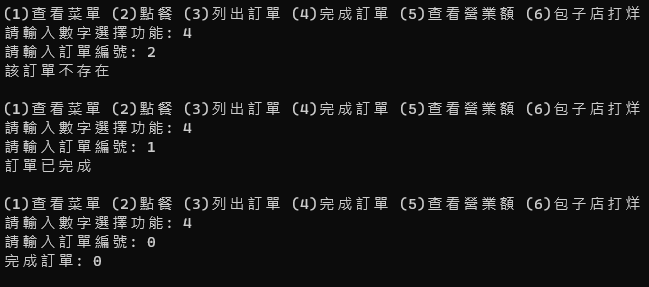 (1)查看菜單 (2)點餐 (3)列出訂單 (4)完成訂單 (5)查看營業額 (6)包子店打烊
請輸入數字選擇功能: 4
請輸入訂單編號: 2
該訂單不存在
(1)查看菜單 (2)點餐 (3)列出訂單 (4)完成訂單 (5)查看營業額 (6)包子店打烊
請輸入數字選擇功能: 4
請輸入訂單編號: 1
訂單已完成
(1)查看菜單 (2)點餐 (3)列出訂單 (4)完成訂單 (5)查看營業額 (6)包子店打烊
請輸入數字選擇功能: 4
請輸入訂單編號: 0
完成訂單: 0